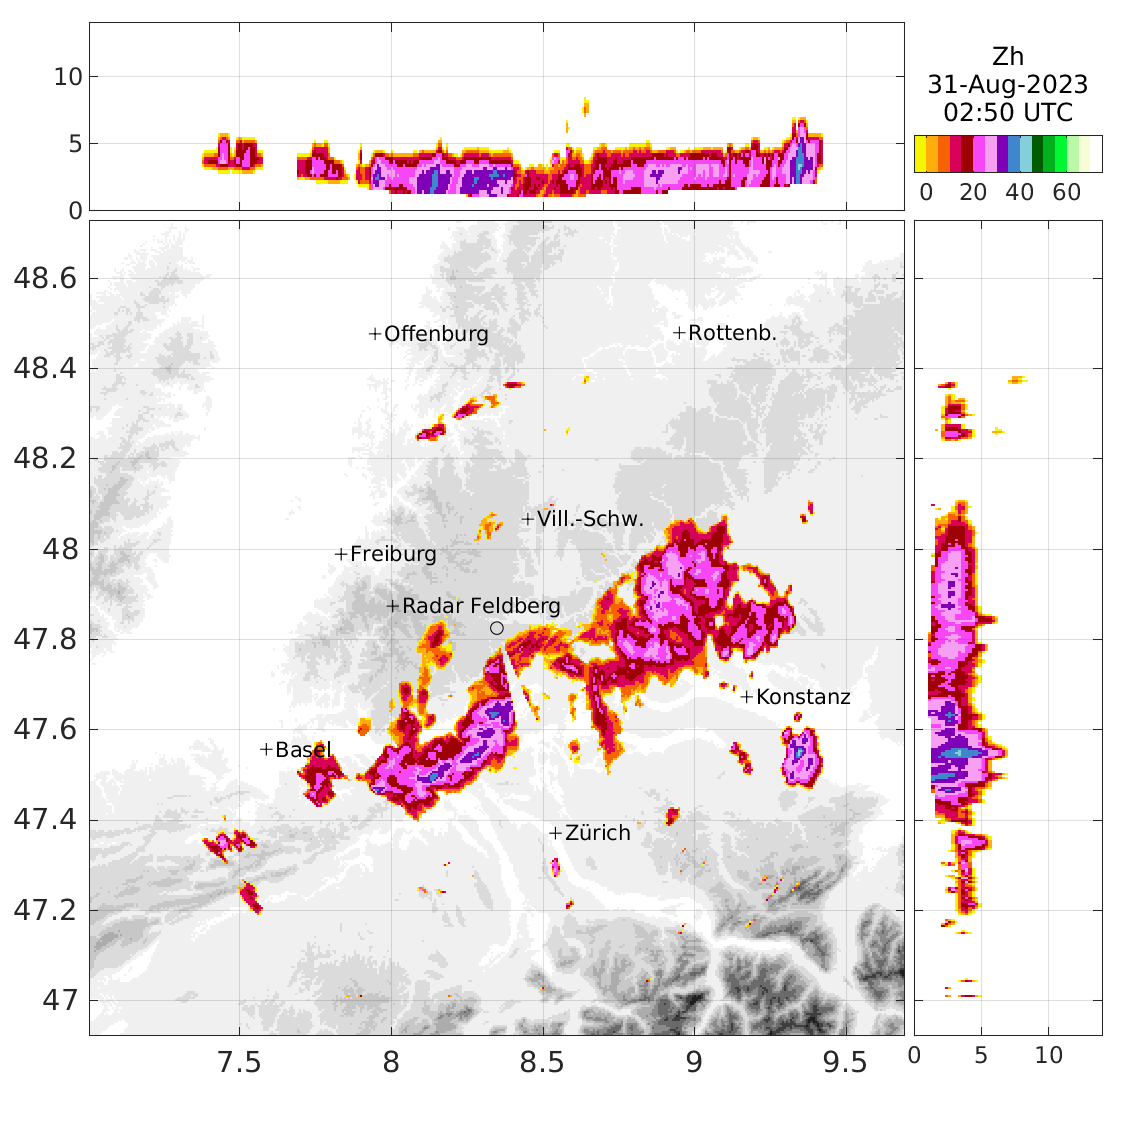 Zh
31-Aug-2023
02:50 UTC
0 20 40 60
10
5
0
48.6
48.4
48.2
48
47.8
47.6
47.4
47.2
47
+Offenburg
+Rottenb.
+Vill.-Schw.
+Freiburg
+Radar Feldberg
+Konstanz
+Basel
+Zürich
7.5 8 8.5 9 9.5
0 5 10